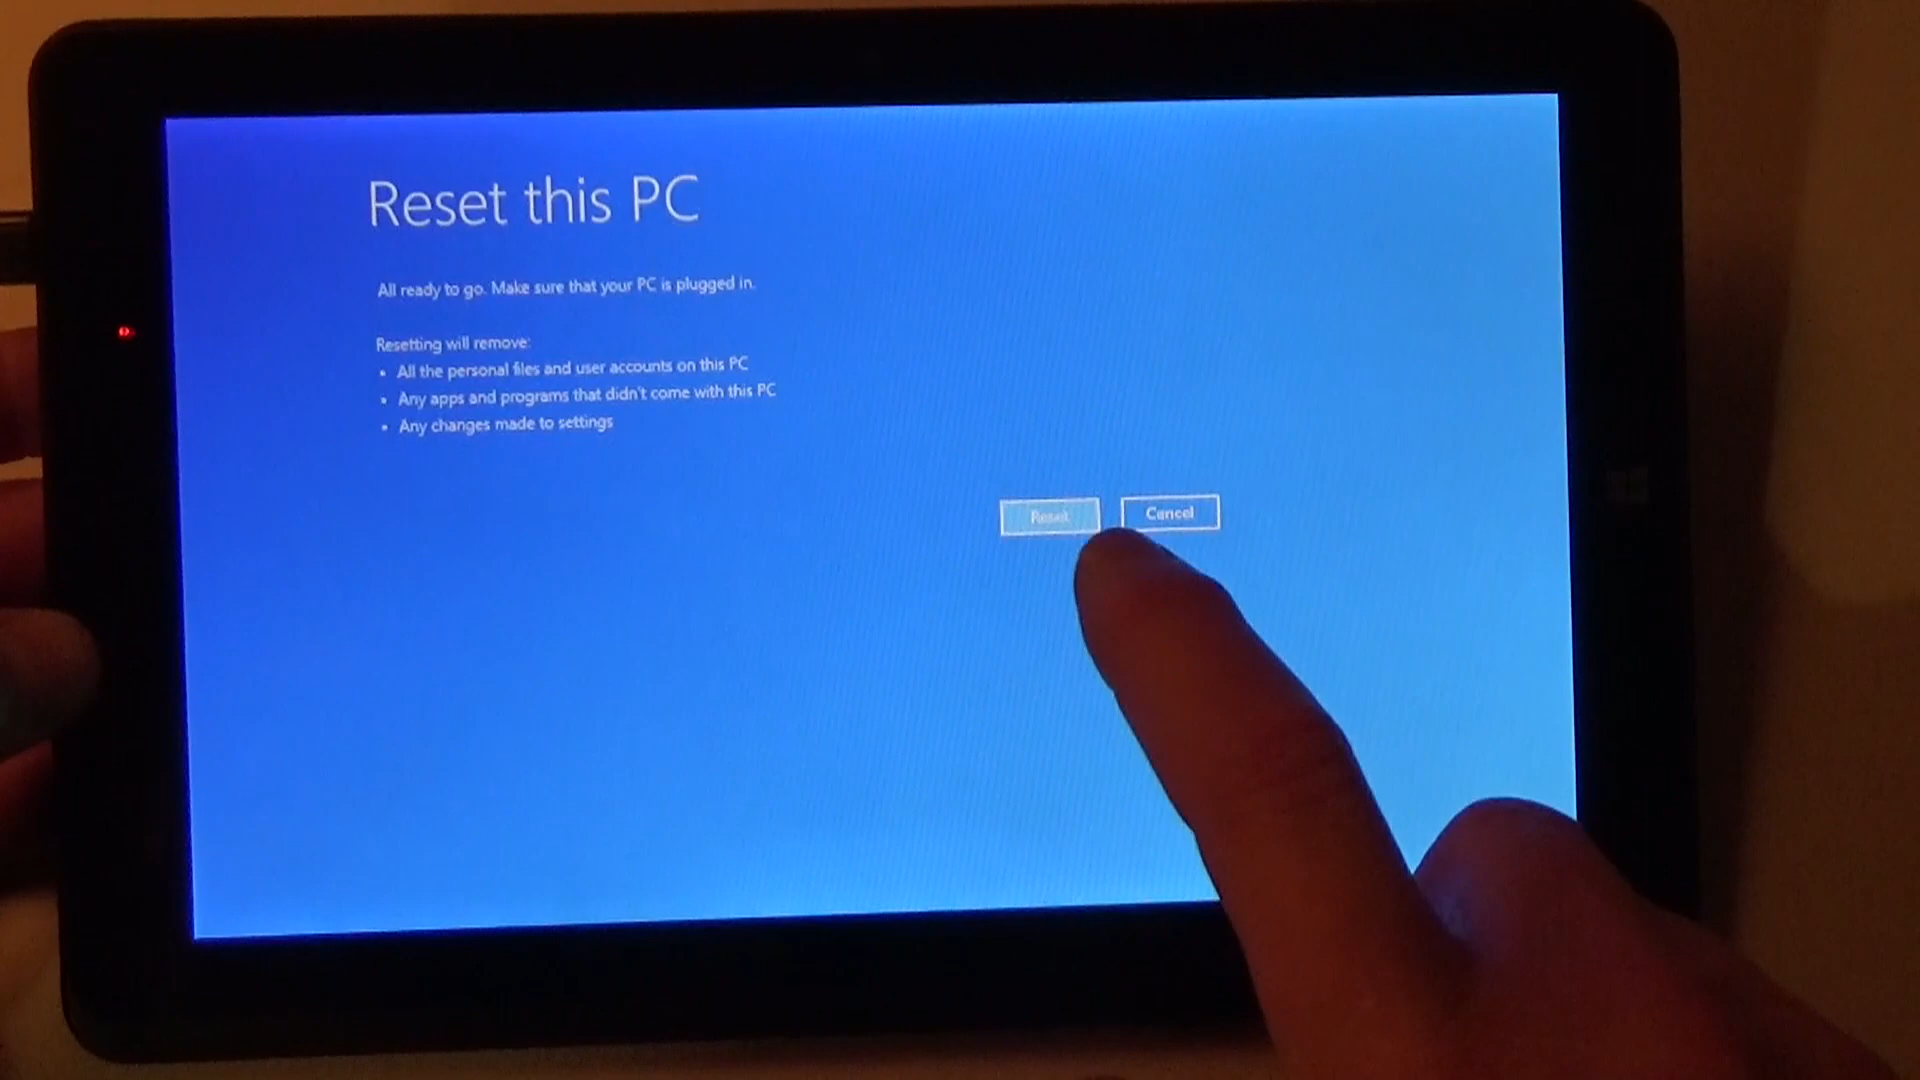 Reset this PC
All ready to go. Make sure that your PC is plugged in.
Resetting will remove:
• All the personal files and user accounts on this PC
• Any apps and programs that didn't come with this PC
• Any changes made to settings
Reset Cancel